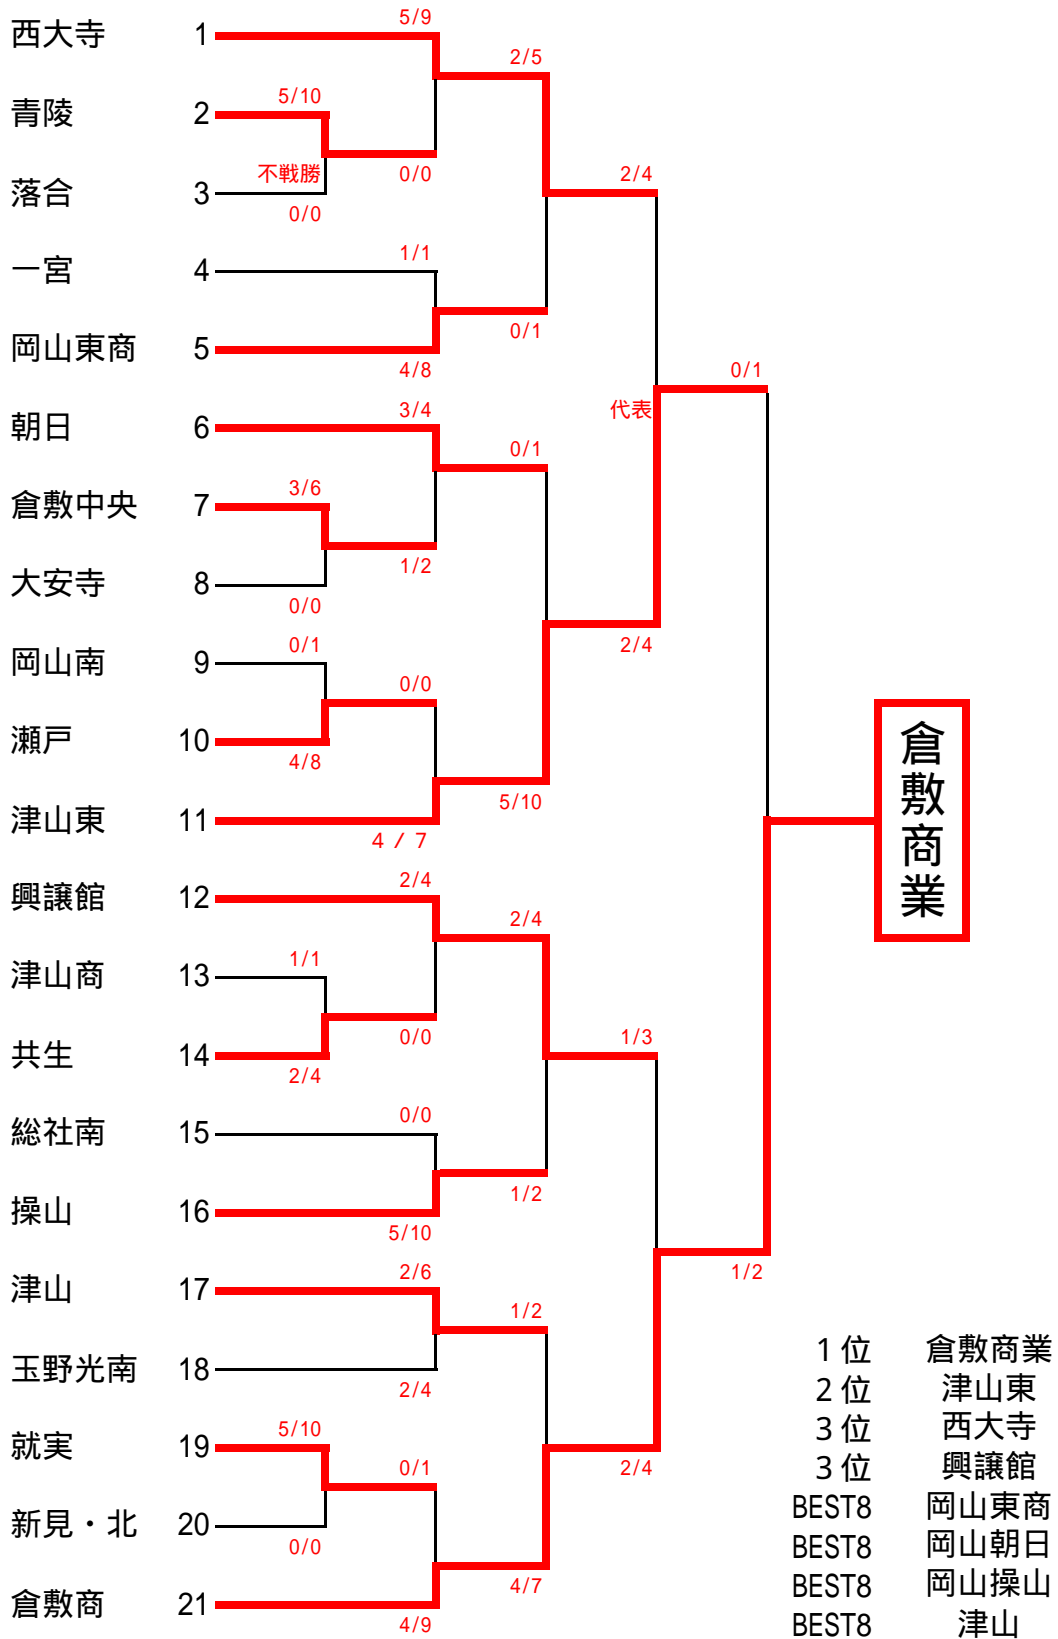 5/9
西大寺 1
2/5
5/10
青陵 2
不戦勝 0/0 2/4
落合 3
0/0
1/1
一宮 4
0/1
岡山東商 5
4/8 0/1
3/4 代表
朝日 6
0/1
3/6
倉敷中央 7
1/2
大安寺 8
0/0
0/1 2/4
岡山南 9
0/0
瀬戸 10
4/8
5/10
津山東 11
4 / 7
2/4
興譲館 12
2/4
1/1
津山商 13
0/0 1/3
共生 14
2/4
0/0
総社南 15
1/2
操山 16
5/10
2/6 1/2
津山 17
1/2
玉野光南 18
2/4
5/10
就実 19
0/1 2/4
新見・北 20
0/0
4/7
倉敷商 21
4/9
倉敷商業
1位 倉敷商業
2位 津山東
3位 西大寺
3位 興譲館
BEST8 岡山東商
BEST8 岡山朝日
BEST8 岡山操山
BEST8 津山